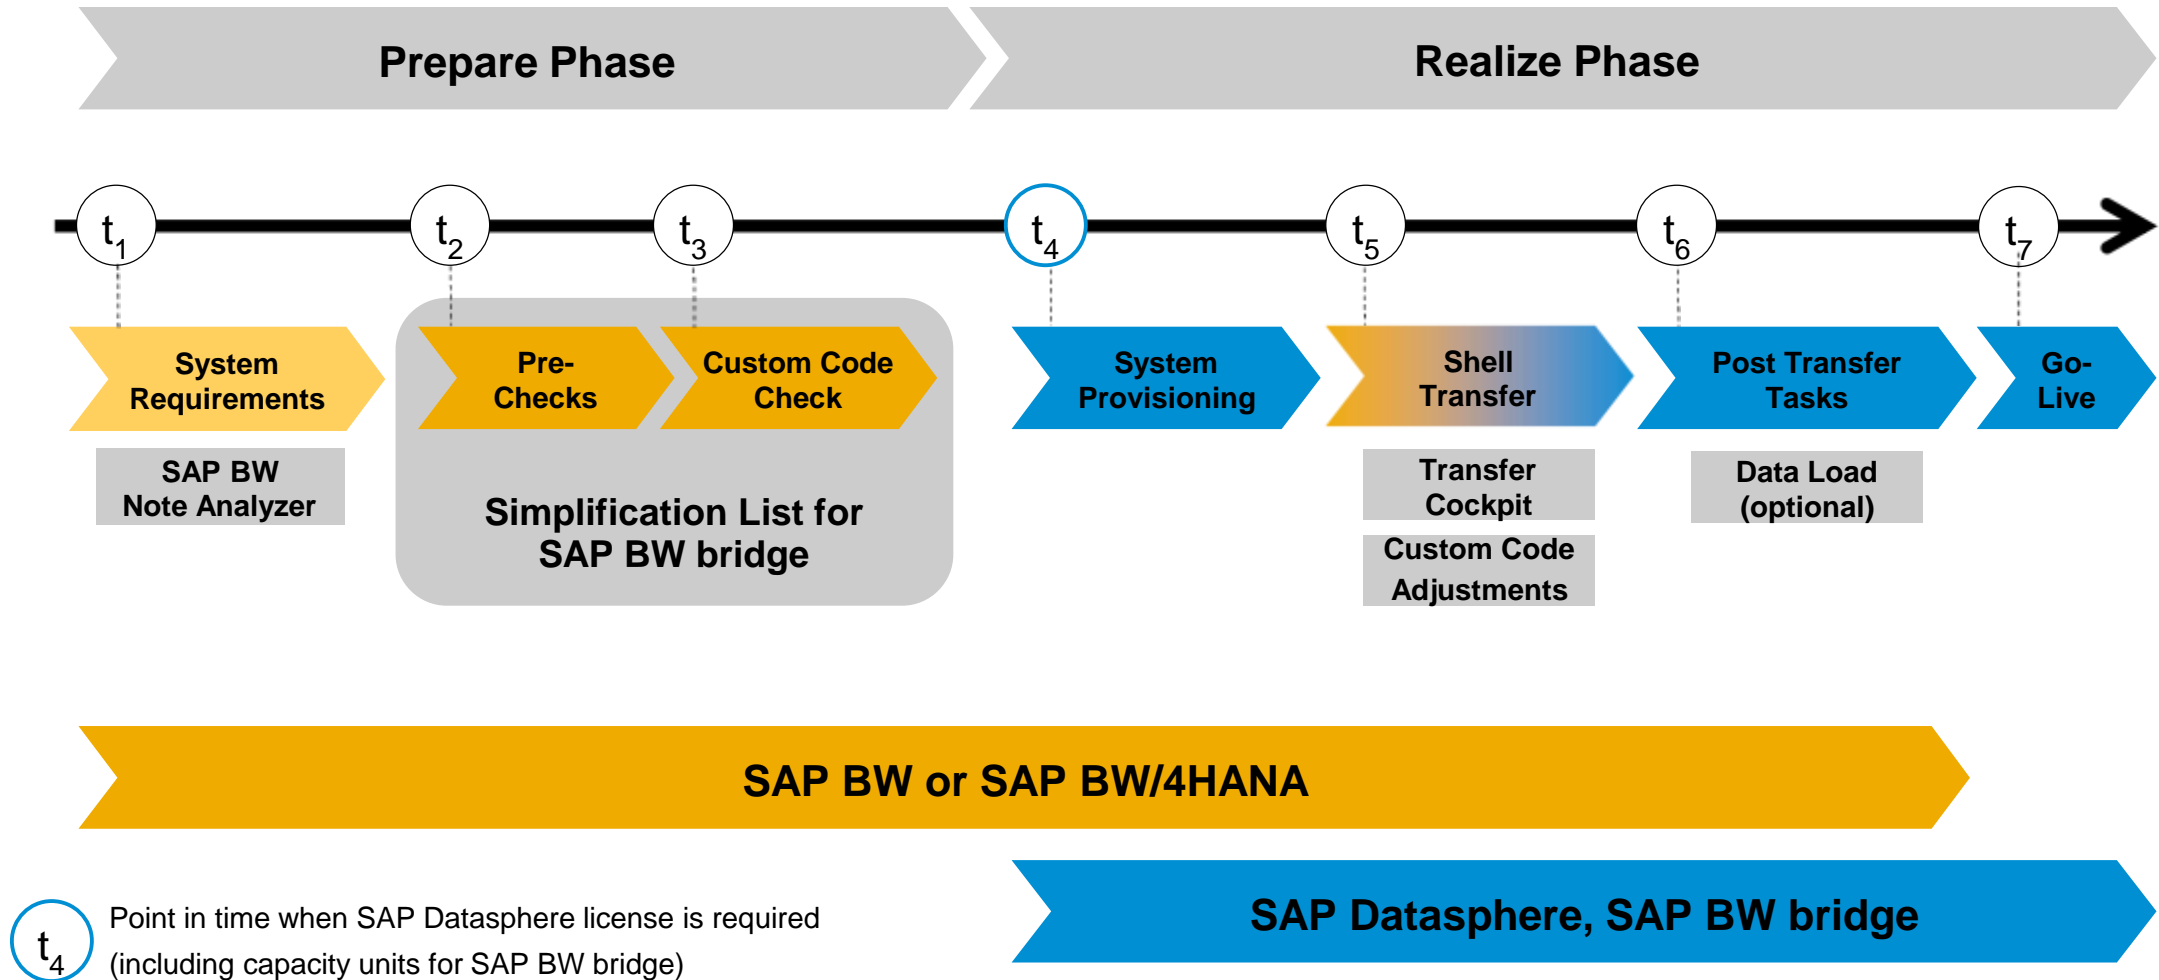 Prepare Phase
Realize Phase
t1
t2
t3
t4
t5
t6
t7
System
Requirements
Pre-
Checks
Custom Code
Check
System
Provisioning
Shell
Transfer
Post Transfer
Tasks
Go-
Live
SAP BW
Note Analyzer
Simplification List for
SAP BW bridge
Transfer
Cockpit
Custom Code
Adjustments
Data Load
(optional)
SAP BW or SAP BW/4HANA
SAP Datasphere, SAP BW bridge
t4
Point in time when SAP Datasphere license is required
(including capacity units for SAP BW bridge)